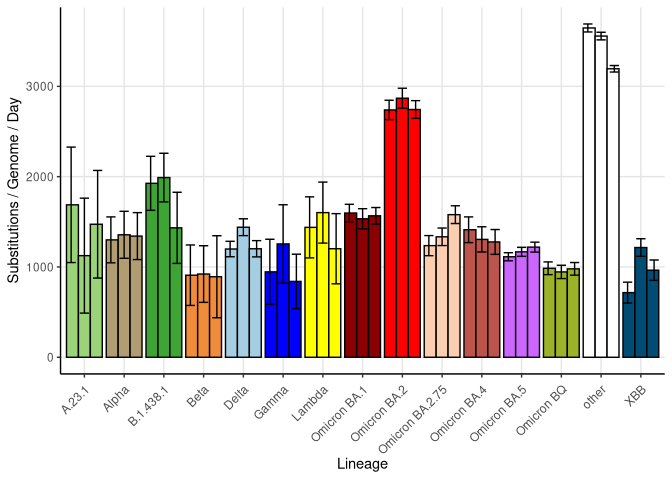 Substitutions / Genome / Day
3000
2000
1000
0
A.23.1
Alpha
B.1.438.1
Beta
Delta
Gamma
Lambda
Omicron BA.1
Omicron BA.2
Omicron BA.2.75
Omicron BA.4
Omicron BA.5
Omicron BQ
other
XBB
Lineage